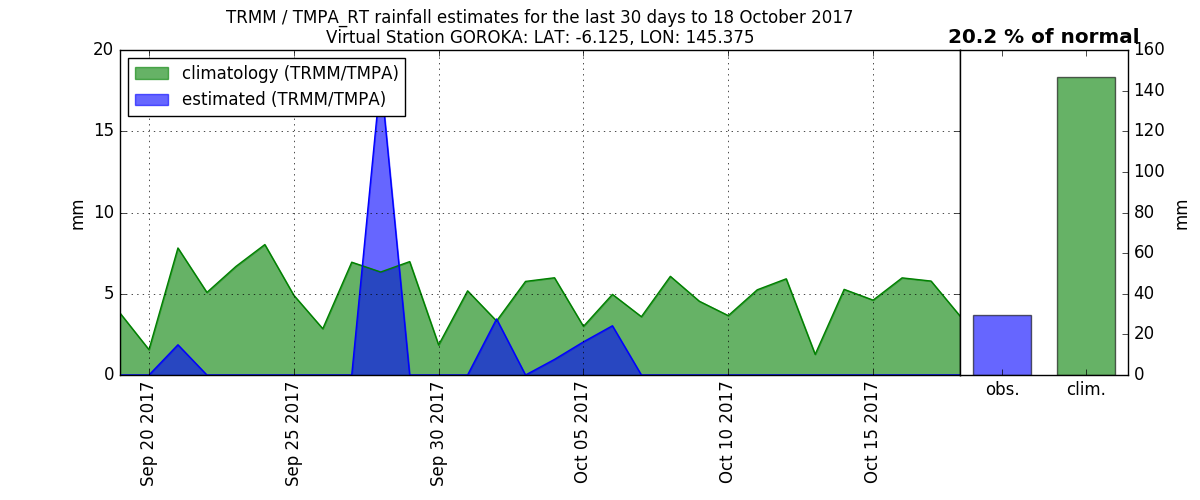 TRMM / TMPA_RT rainfall estimates for the last 30 days to 18 October 2017
Virtual Station GOROKA: LAT: -6.125, LON: 145.375
20.2 % of normal
climatology (TRMM/TMPA)
estimated (TRMM/TMPA)
mm
20
15
10
5
0
Sep 20 2017
Sep 25 2017
Sep 30 2017
Oct 05 2017
Oct 10 2017
Oct 15 2017
obs.
clim.
160
140
120
100
80
60
40
20
0
mm